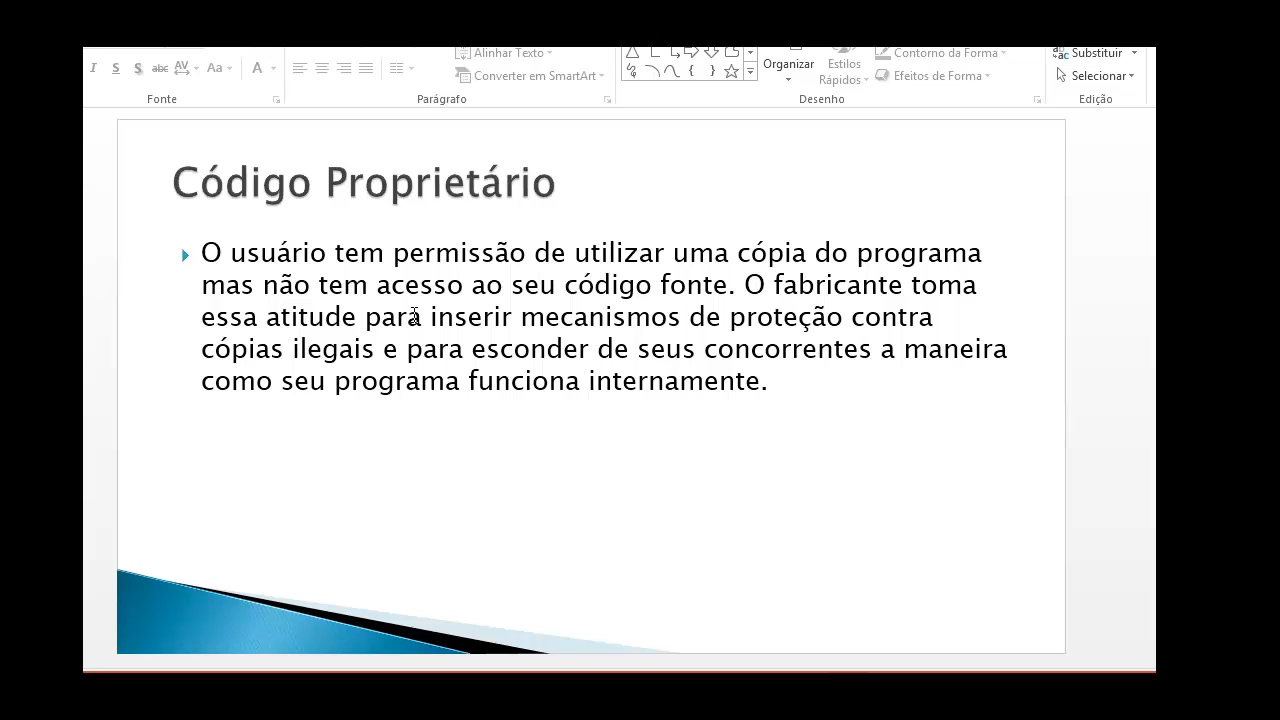 Alinhar Texto
Substituir
Contorno da Forma
I S S abc AV Aa A
Organizar
Estilos
Rápidos
Converter em SmartArt
Efeitos de Forma
Selecionar
Fonte
Parágrafo
Desenho
Edição
Código Proprietário
O usuário tem permissão de utilizar uma cópia do programa
mas não tem acesso ao seu código fonte. O fabricante toma
essa atitude para inserir mecanismos de proteção contra
cópias ilegais e para esconder de seus concorrentes a maneira
como seu programa funciona internamente.